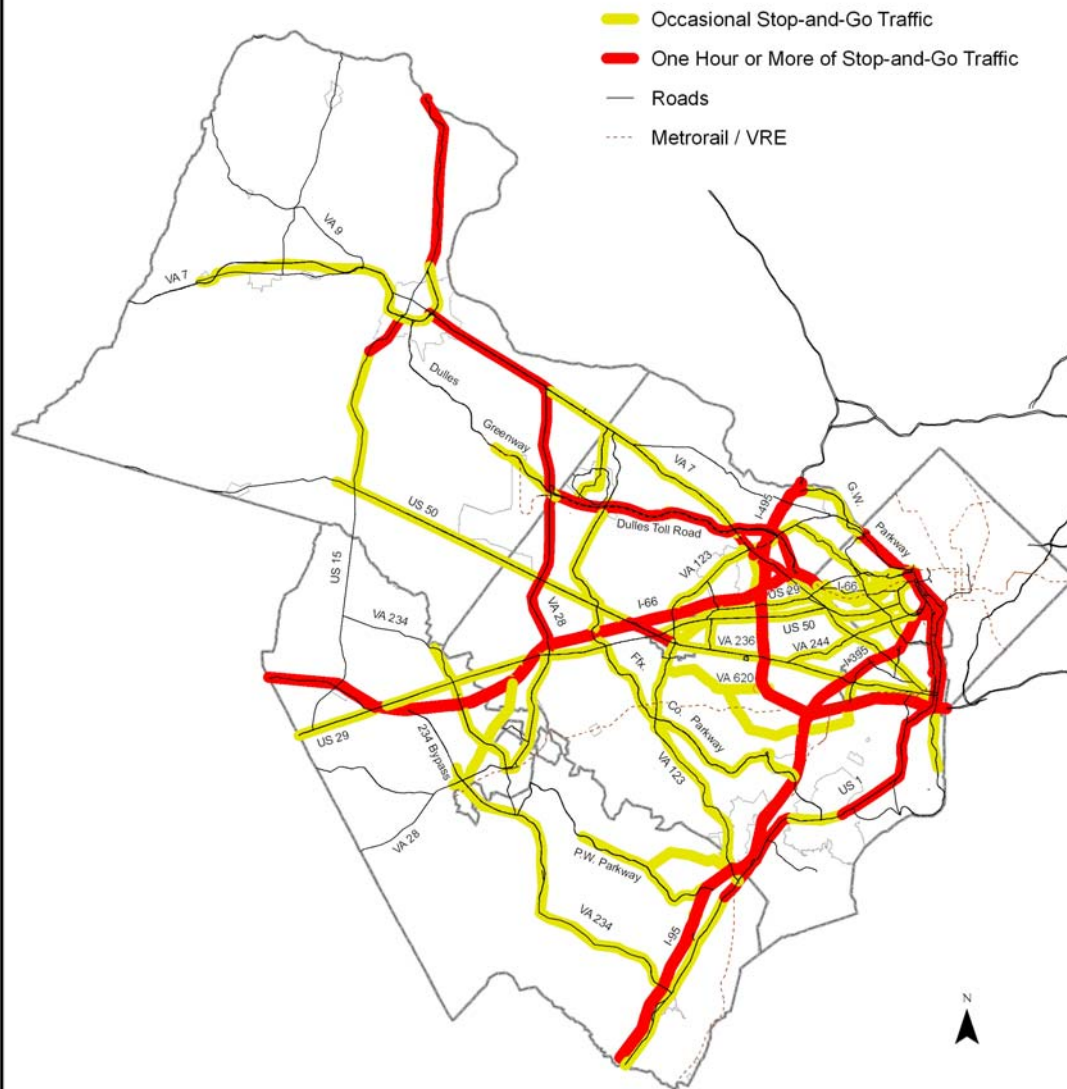 Occasional Stop-and-Go Traffic
One Hour or More of Stop-and-Go Traffic
Roads
Metrorail / VRE
VA 9
VA 7
Dulles
Greenway
VA 7
I-495
G.W.
Parkway
US 50
Dulles Toll Road
VA 123
I-66
US 29
US 15
VA 234
VA 28
I-66
US 50
VA 236
VA 244
I-395
Ffx.
VA 620
Co.
Parkway
US 29
234 Bypass
VA 123
US 1
VA 28
P.W. Parkway
VA 234
I-95
N